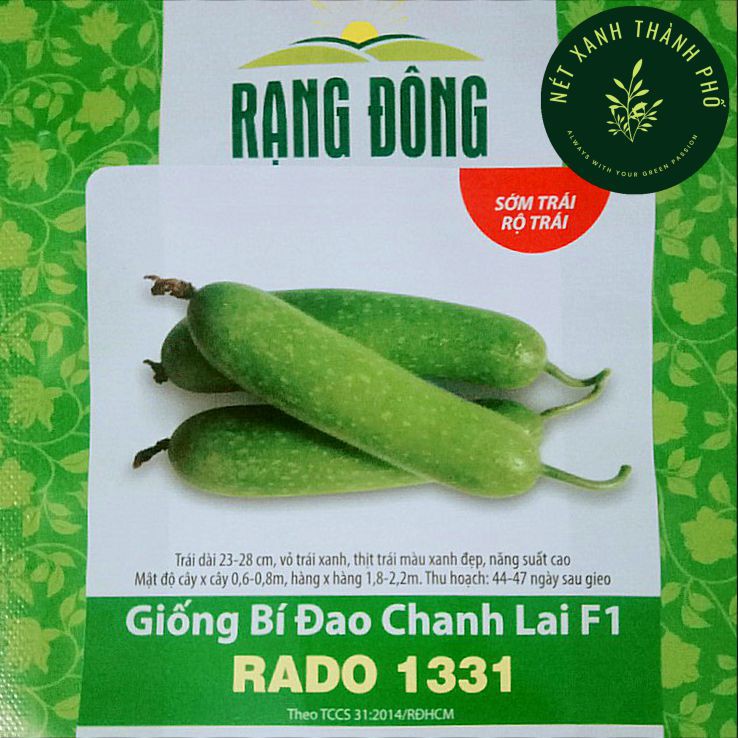 RẠNG ĐÔNG
NÉT XANH THÀNH PHỐ
ALWAYS WITH YOUR GREEN PASSION
SỚM TRÁI
RỘ TRÁI
Trái dài 23-28 cm, vỏ trái xanh, thịt trái màu xanh đẹp, năng suất cao
Mật độ cây x cây 0,6-0,8m, hàng x hàng 1,8-2,2m. Thu hoạch: 44-47 ngày sau gieo
Giống Bí Đao Chanh Lai F1
RADO 1331
Theo TCCS 31:2014/RĐHCM